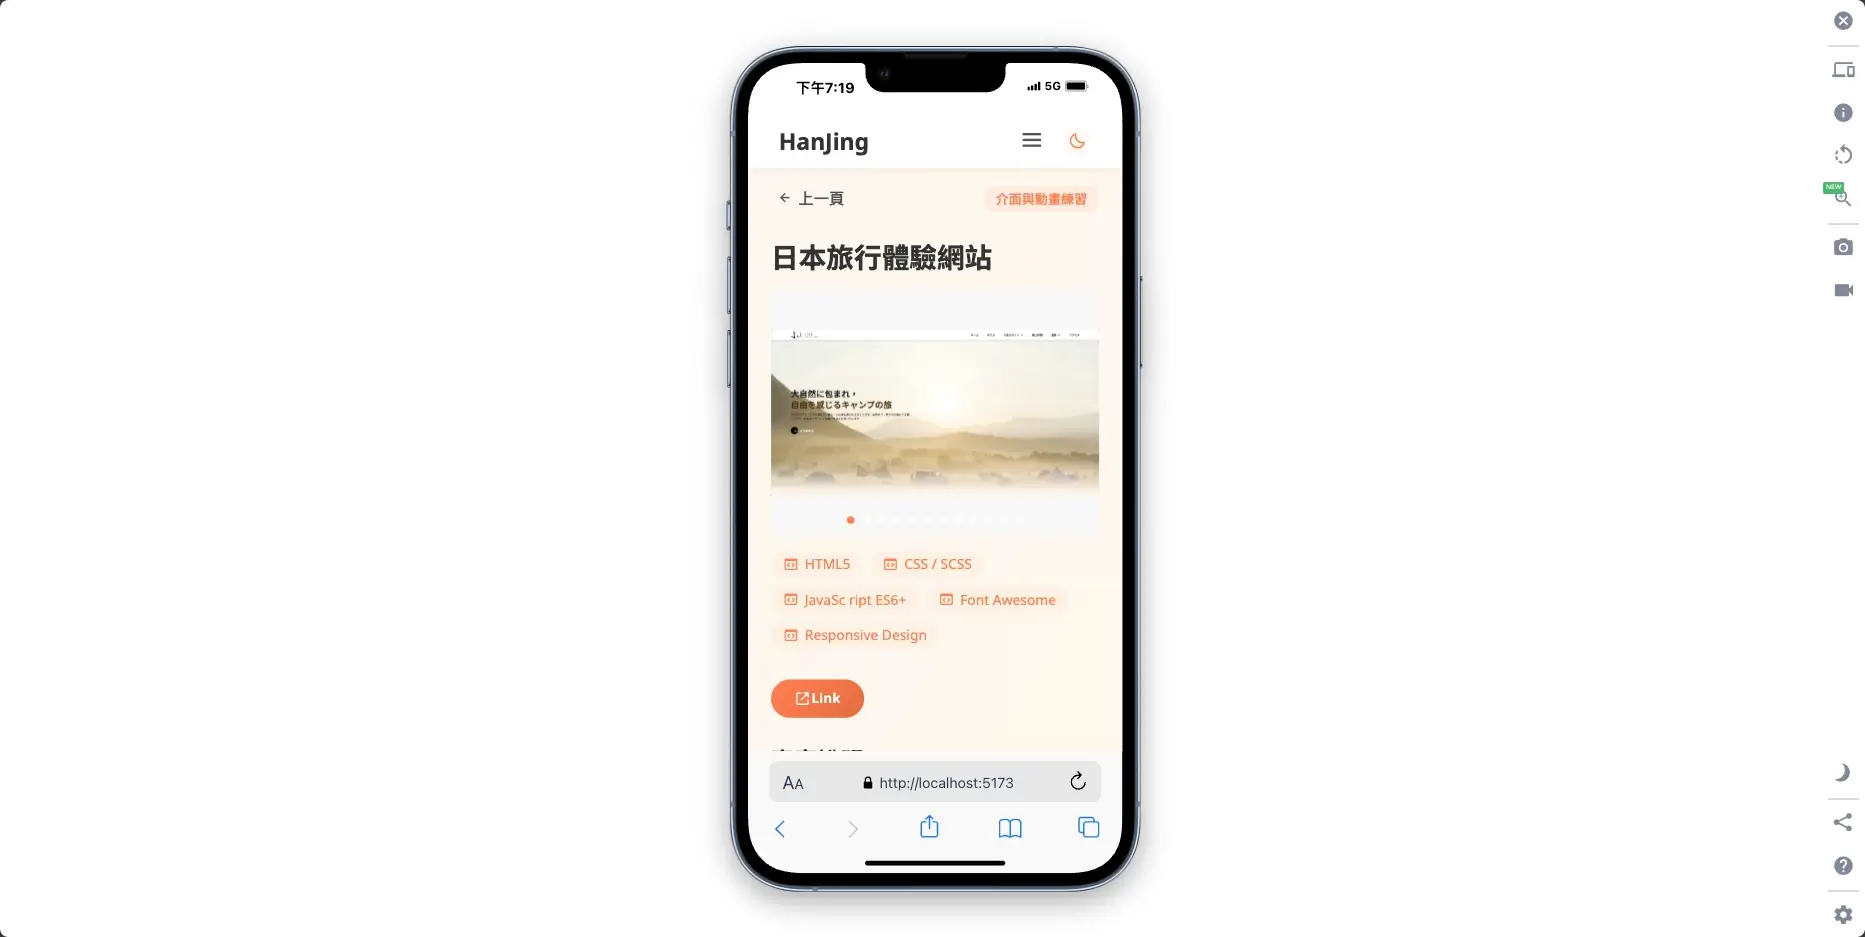 下午7:19
5G
HanJing
上一頁
介面與動畫練習
日本旅行體驗網站
大自然に包まれ，
自由を感じるキャンプの旅
HTML5
CSS / SCSS
JavaSc ript ES6+
Font Awesome
Responsive Design
Link
AA
http://localhost:5173
NEW